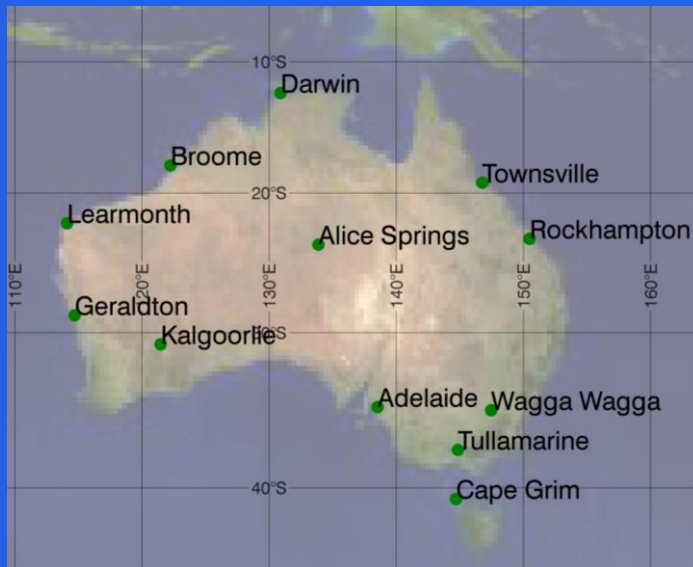 10°S
Darwin
Broome
Townsville
20°S
Learmonth
Alice Springs
Rockhampton
110°E
120°E
130°E
140°E
150°E
160°E
Geraldton
30°S
Kalgoorlie
Adelaide
Wagga Wagga
Tullamarine
40°S
Cape Grim